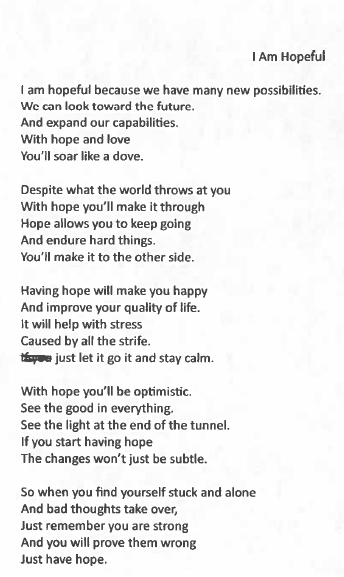 I Am Hopeful
I am hopeful because we have many new possibilities.
We can look toward the future.
And expand our capabilities.
With hope and love
You'll soar like a dove.
Despite what the world throws at you
With hope you'll make it through
Hope allows you to keep going
And endure hard things.
You'll make it to the other side.
Having hope will make you happy
And improve your quality of life.
It will help with stress
Caused by all the strife.
just let it go it and stay calm.
With hope you'll be optimistic.
See the good in everything.
See the light at the end of the tunnel.
If you start having hope
The changes won't just be subtle.
So when you find yourself stuck and alone
And bad thoughts take over,
Just remember you are strong
And you will prove them wrong
Just have hope.